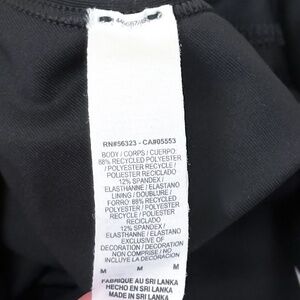 RN#56323 - CA#05553
BODY / CORPS / CUERPO:
88% RECYCLED POLYESTER
/ POLYESTER RECYCLE /
POLIESTER RECICLADO
12% SPANDEX /
ELASTHANNE / ELASTANO
LINING / DOUBLURE /
FORRO: 88% RECYCLED
POLYESTER / POLYESTER
RECYCLE / POLIESTER
RECICLADO
12% SPANDEX /
ELASTHANNE / ELASTANO
EXCLUSIVE OF
DECORATION / DECORATION
NON COMPRISE / NO
INCLUYE LA DECORACION
M M M
FABRIQUE AU SRI LANKA
HECHO EN SRI LANKA
MADE IN SRI LANKA